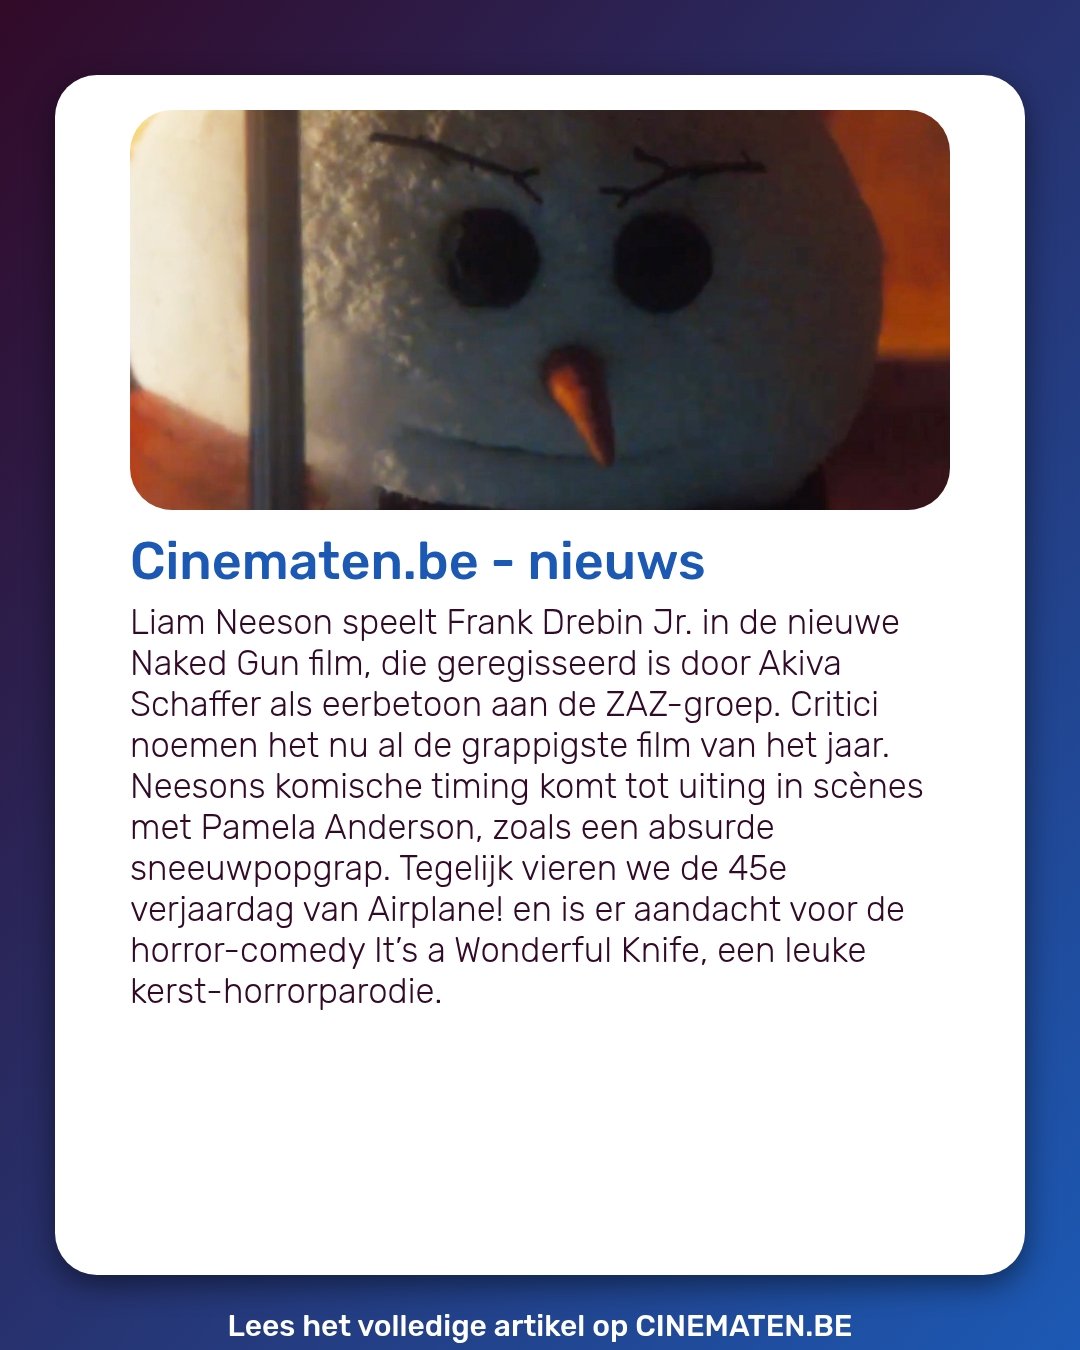 Cinematen.be - nieuws
Liam Neeson speelt Frank Drebin Jr. in de nieuwe
Naked Gun film, die geregisseerd is door Akiva
Schaffer als eerbetoon aan de ZAZ-groep. Critici
noemen het nu al de grappigste film van het jaar.
Neesons komische timing komt tot uiting in scènes
met Pamela Anderson, zoals een absurde
sneeuwpopgrap. Tegelijk vieren we de 45e
verjaardag van Airplane! en is er aandacht voor de
horror-comedy It’s a Wonderful Knife, een leuke
kerst-horrorparodie.
Lees het volledige artikel op CINEMATEN.BE